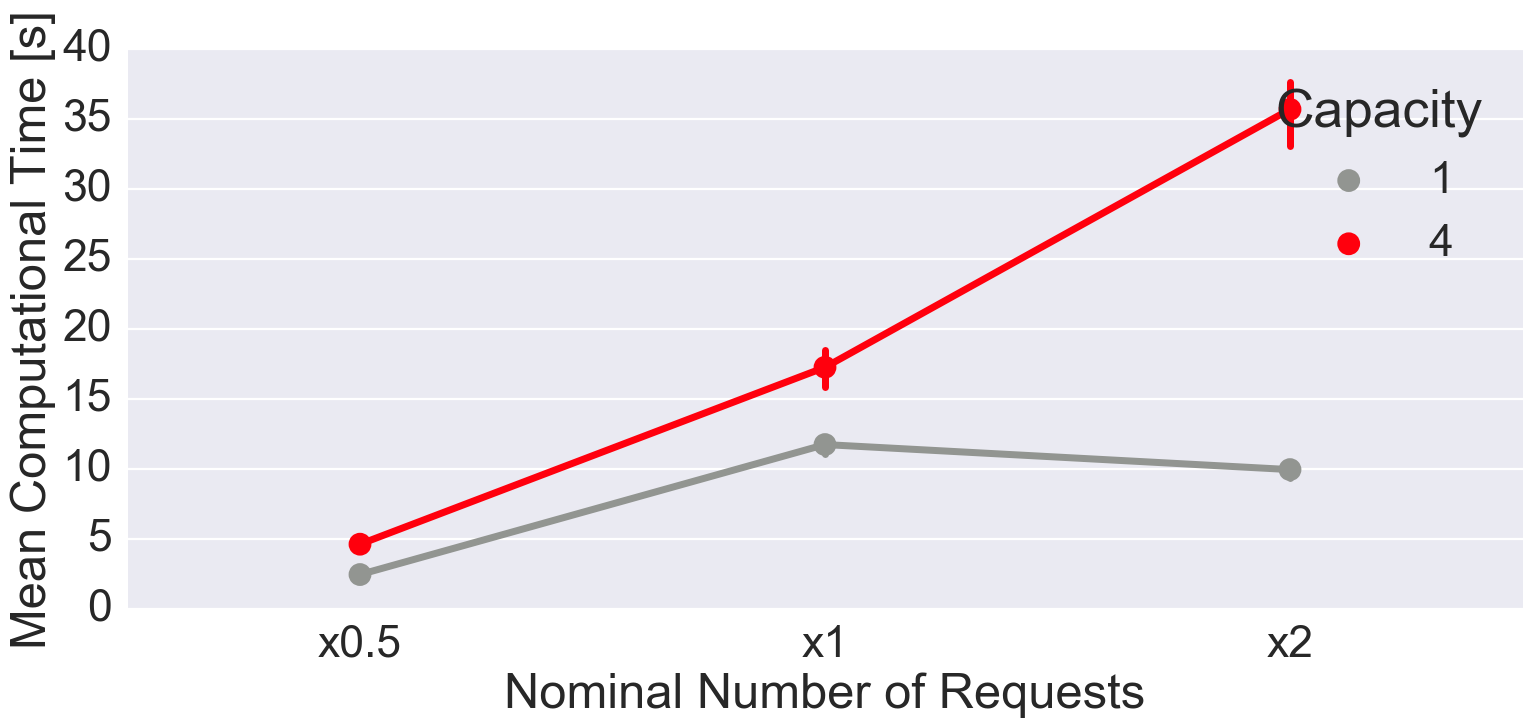 Mean Computational Time [s]
40
35
30
25
20
15
10
5
0
Capacity
1
4
x0.5
x1
x2
Nominal Number of Requests